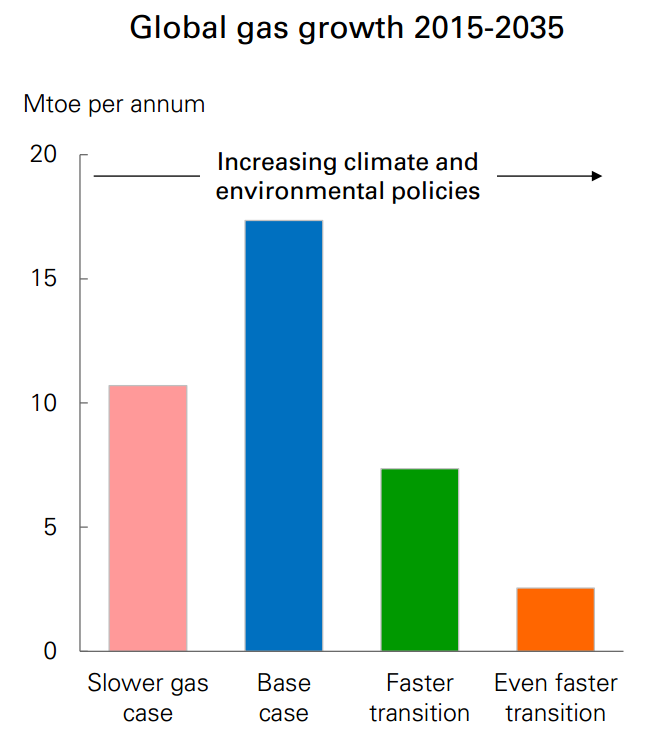 Global gas growth 2015-2035
Mtoe per annum
20
Increasing climate and
environmental policies
15
10
5
0
Slower gas
case
Base
case
Faster
transition
Even faster
transition